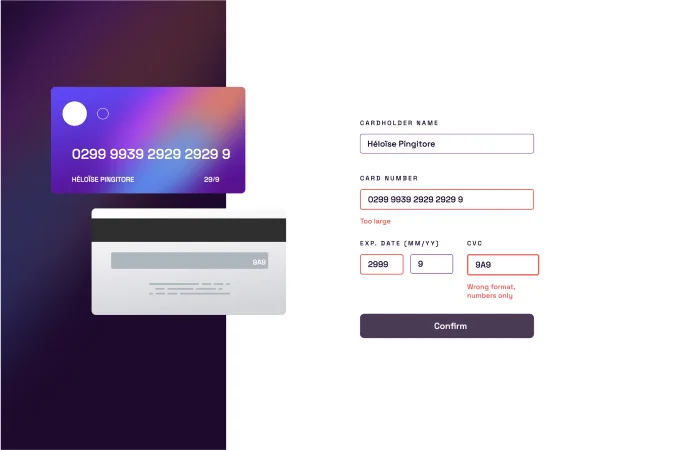 0299 9939 2929 2929 9
HÉLOÏSE PINGITORE 29/9
9A9
CARDHOLDER NAME
Héloïse Pingitore
CARD NUMBER
0299 9939 2929 2929 9
Too large
EXP. DATE (MM/YY) CVC
2999 9 9A9
Wrong format,
numbers only
Confirm